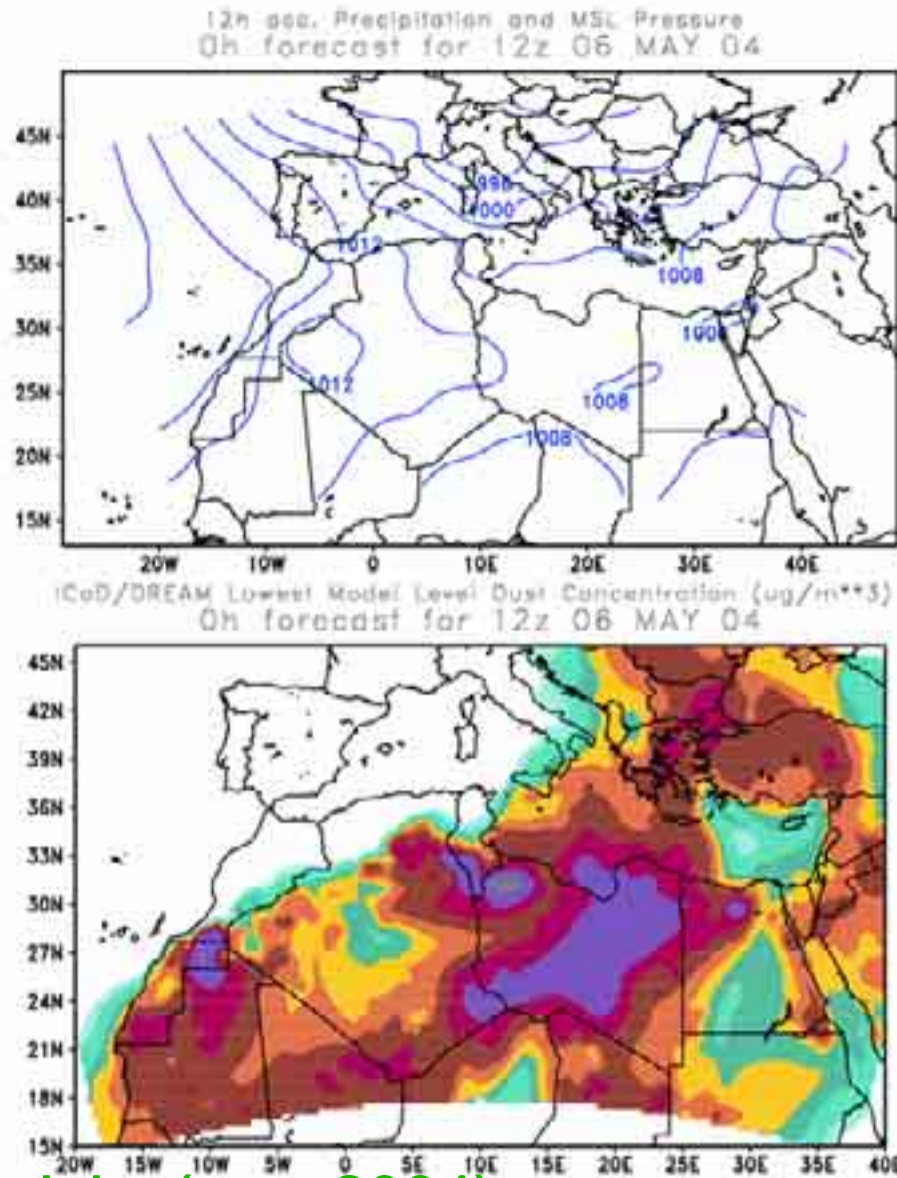 12h acc. Precipitation and MSL Pressure
0h forecast for 12z 06 MAY 04
45N
40N
35N
30N
25N
20N
15N
998
1000
1012
1008
1012
1008
1008
20W 10W 0 10E 20E 30E 40E
ICoD/DREAM Lowest Model Level Dust Concentration (ug/m**3)
0h forecast for 12z 06 MAY 04
45N
42N
39N
36N
33N
30N
27N
24N
21N
18N
15N
20W 15W 10W 5W 0 5E 10E 15E 20E 25E 30E 35E 40E